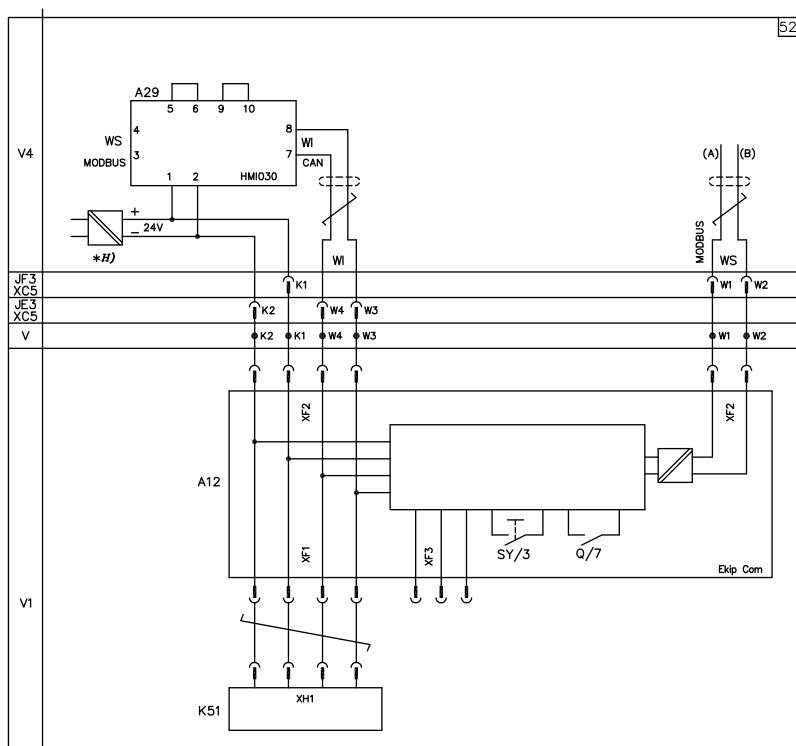 52
A29
5 6 9 10
4
WS
8
WI
3
MODBUS
7
CAN
1 2
HMI030
V4
(A) (B)
+
24V
–
*H)
MODBUS
WI
WS
JF3
XC5
K1
W1 W2
JE3
XC5
K2 W4 W3
V
K2 K1 W4 W3 W1 W2
XF2
XF2
A12
XF1
XF3
SY/3
Q/7
Ekip Com
V1
XH1
K51